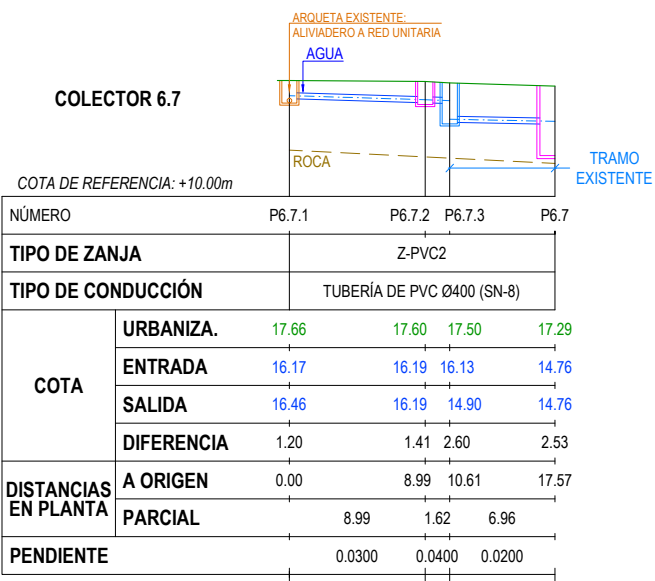 ARQUETA EXISTENTE:
ALIVIADERO A RED UNITARIA
AGUA
COLECTOR 6.7
ROCA
TRAMO
EXISTENTE
COTA DE REFERENCIA: +10.00m
NÚMERO P6.7.1 P6.7.2 P6.7.3 P6.7
TIPO DE ZANJA Z-PVC2
TIPO DE CONDUCCIÓN TUBERÍA DE PVC Ø400 (SN-8)
COTA
URBANIZA. 17.66 17.60 17.50 17.29
ENTRADA 16.17 16.19 16.13 14.76
SALIDA 16.46 16.19 14.90 14.76
DIFERENCIA 1.20 1.41 2.60 2.53
DISTANCIAS
EN PLANTA
A ORIGEN 0.00 8.99 10.61 17.57
PARCIAL 8.99 1.62 6.96
PENDIENTE 0.0300 0.0400 0.0200